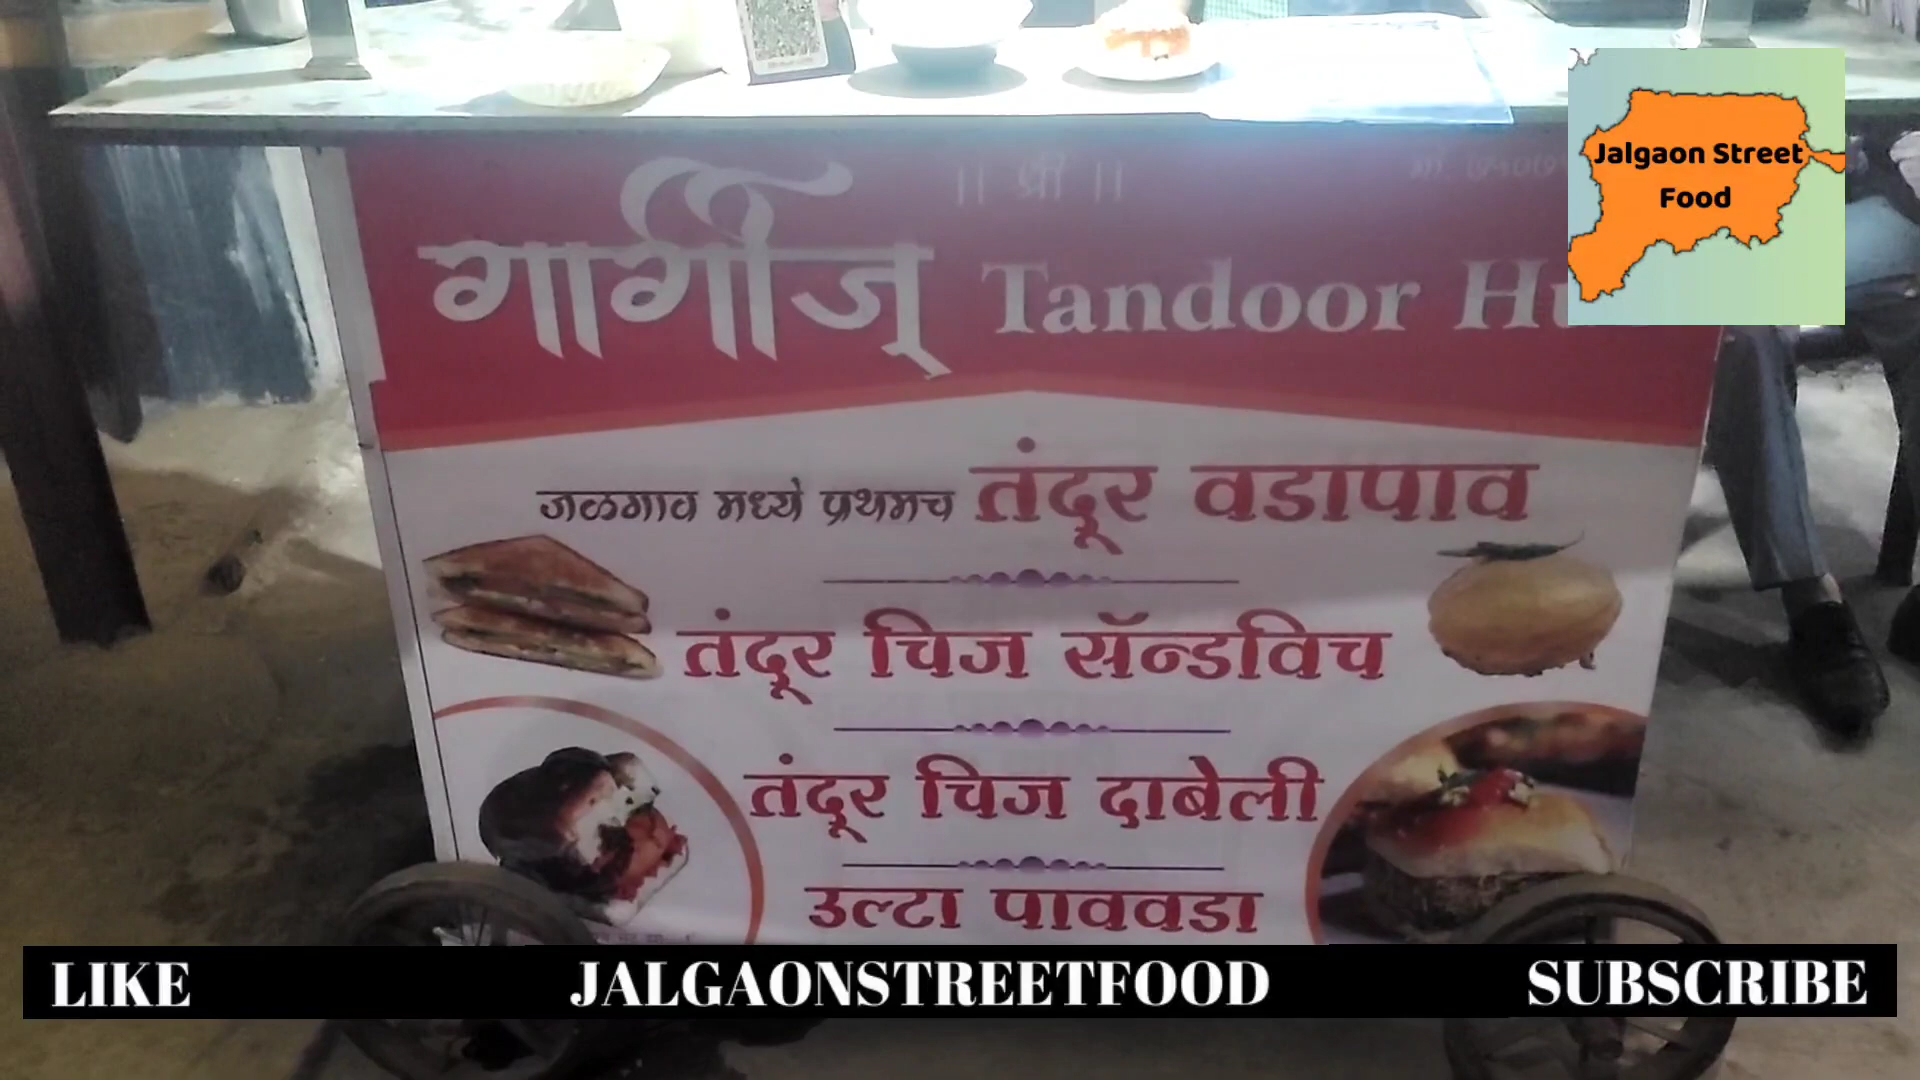 || श्री ||
Jalgaon Street
Food
गार्गीज् Tandoor
जळगाव मध्ये प्रथमच तंदूर वडापाव
तंदूर चिज सॅन्डविच
तंदूर चिज दाबेली
उल्टा पाववडा
LIKE JALGAONSTREETFOOD SUBSCRIBE